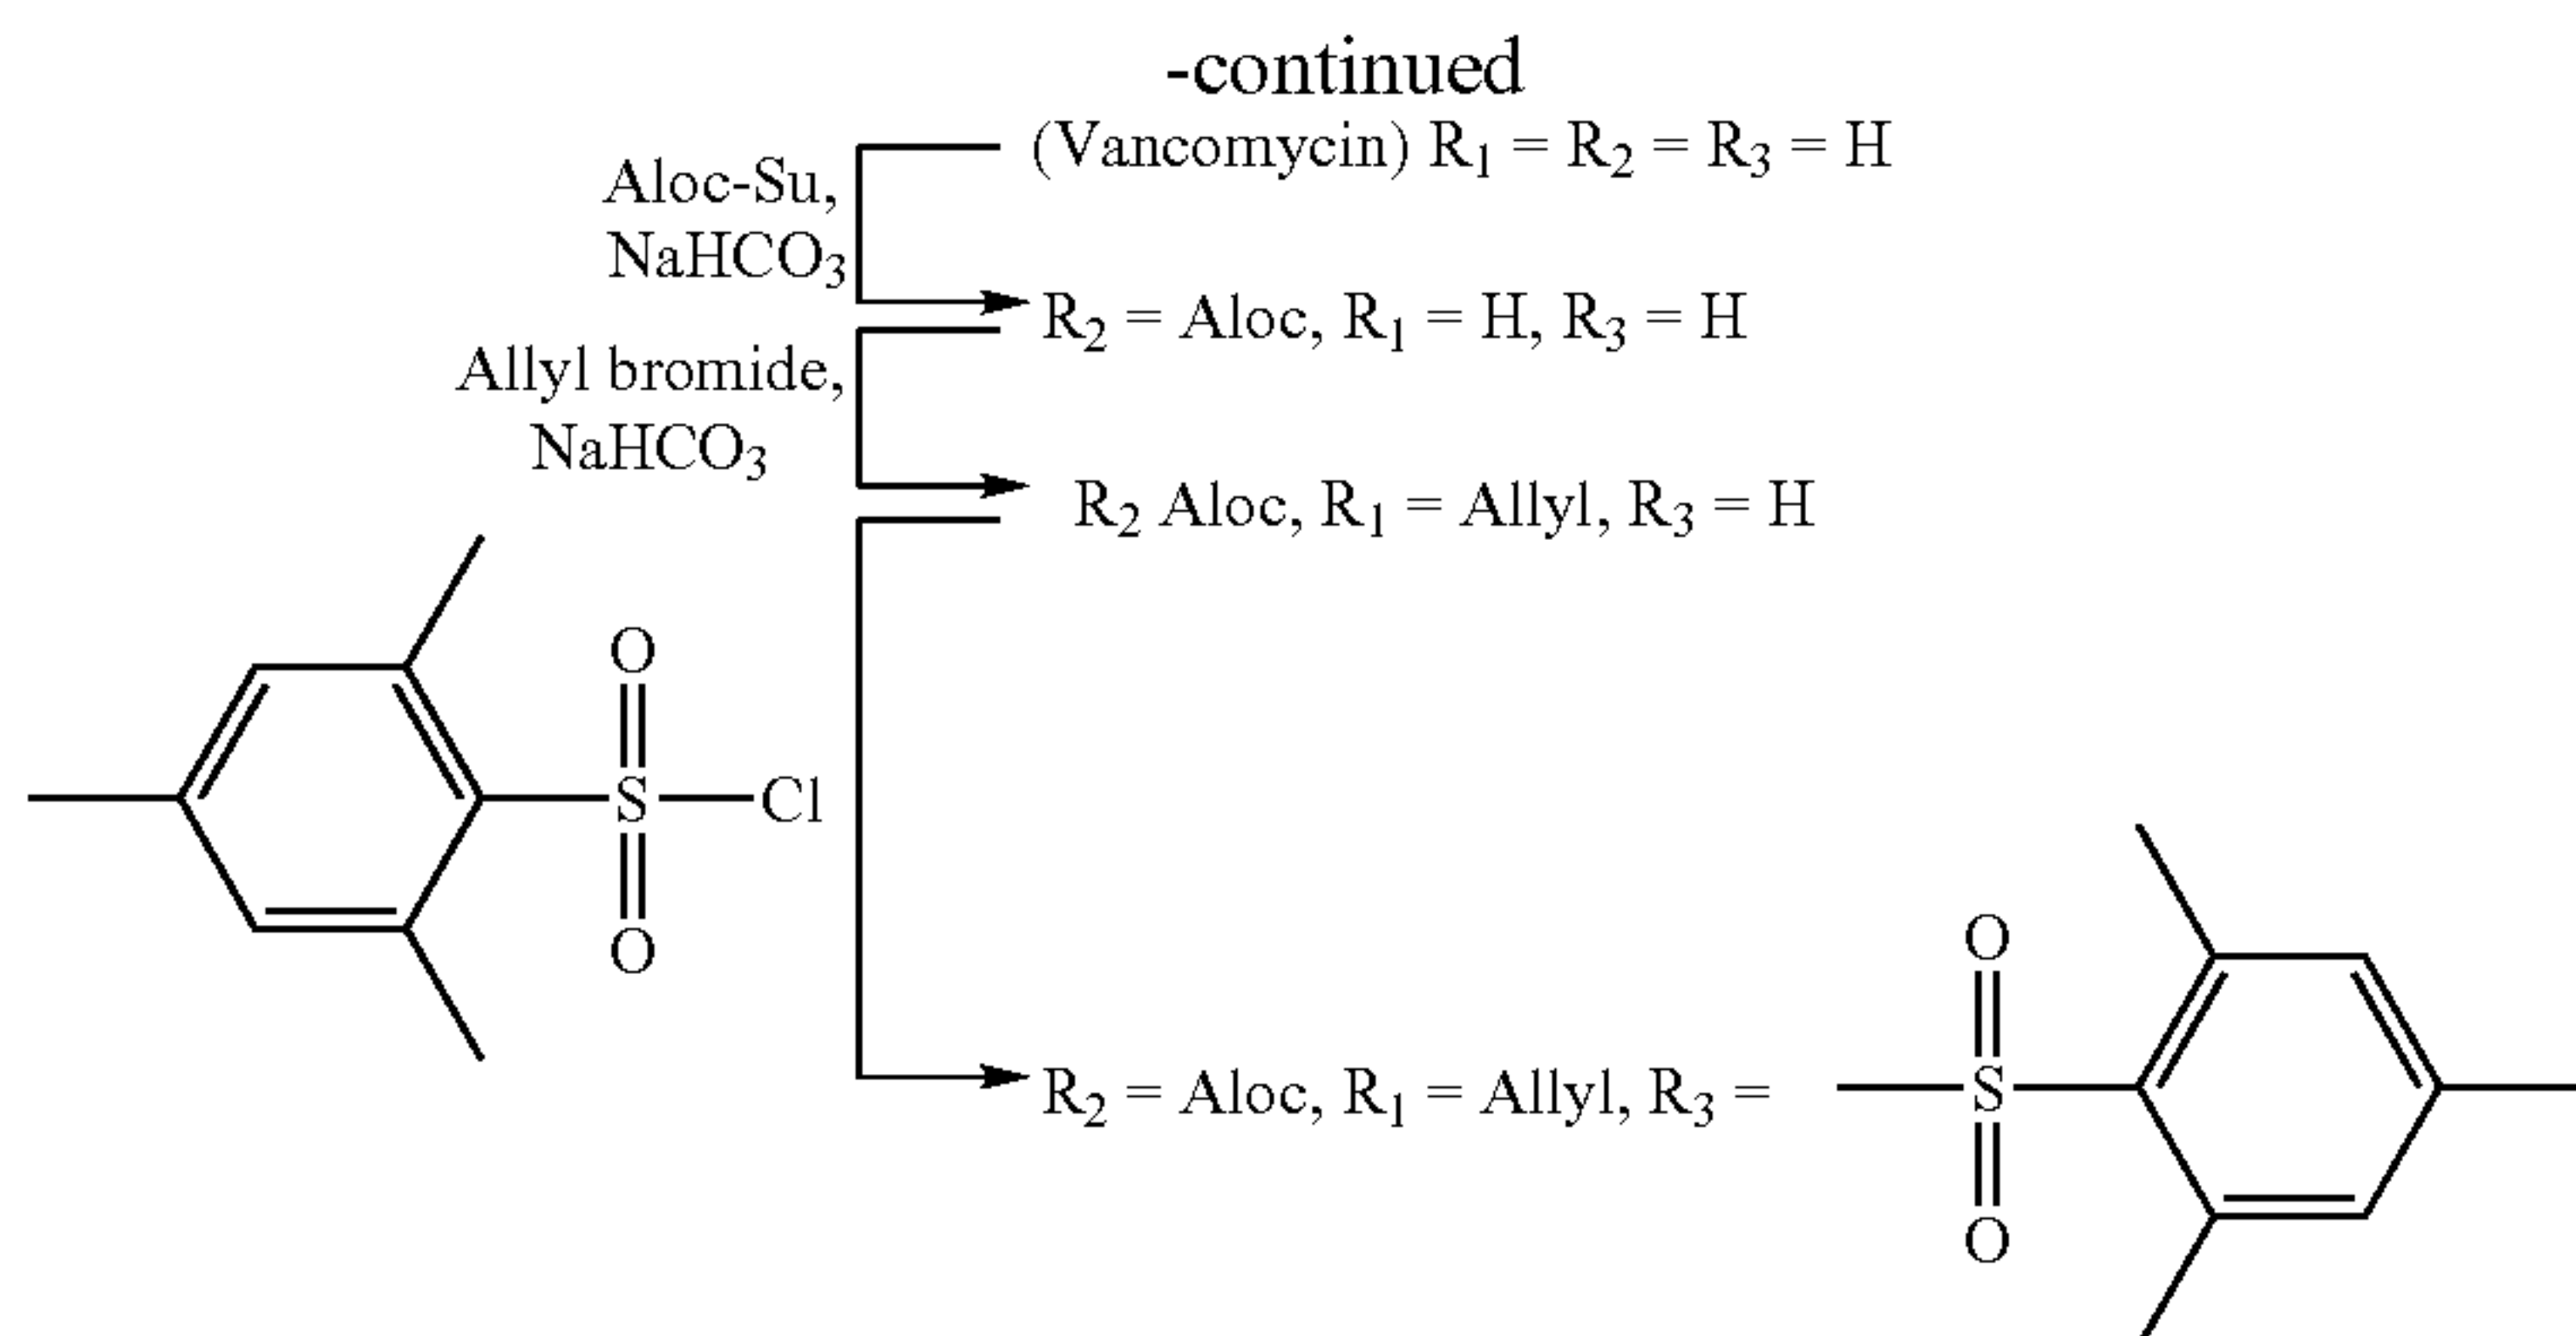 -continued
(Vancomycin) R1 = R2 = R3 = H
Aloc-Su,
NaHCO3
R2 = Aloc, R1 = H, R3 = H
Allyl bromide,
NaHCO3
R2 Aloc, R1 = Allyl, R3 = H
O
S
Cl
O
O
R2 = Aloc, R1 = Allyl, R3 =
S
O